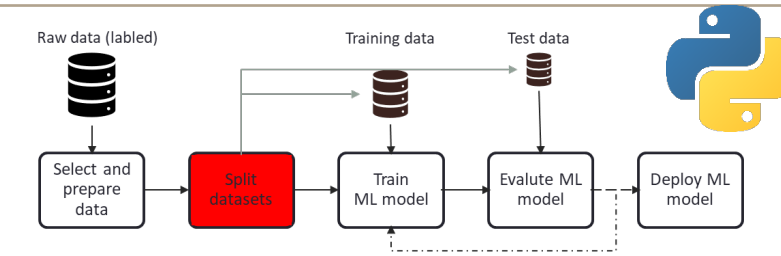 Raw data (labled)
Training data
Test data
Select and
prepare
data
Split
datasets
Train
ML model
Evalute ML
model
Deploy ML
model